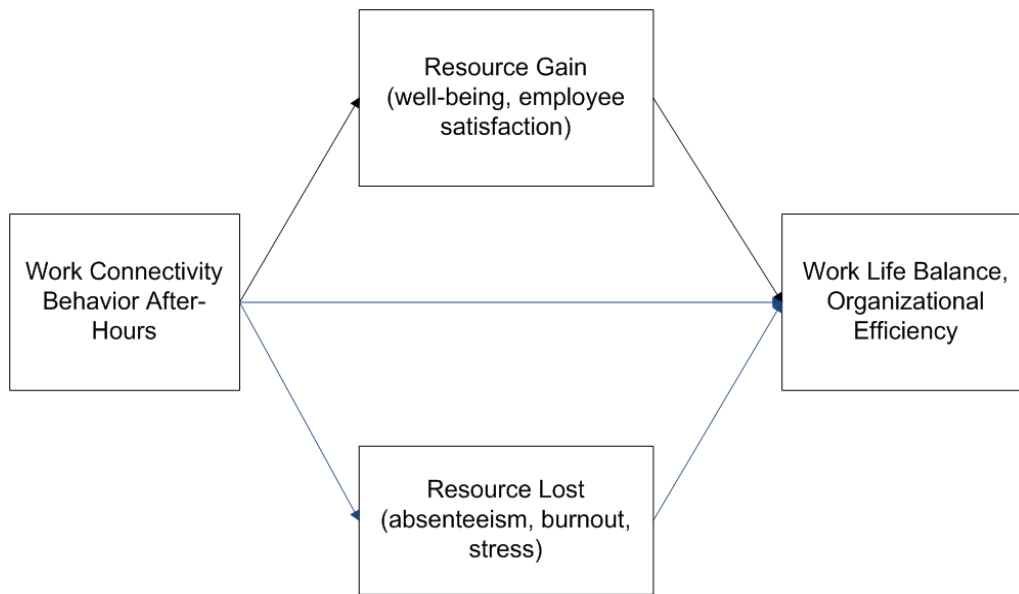 Resource Gain
(well-being, employee
satisfaction)
Work Connectivity
Behavior After-
Hours
Work Life Balance,
Organizational
Efficiency
Resource Lost
(absenteeism, burnout,
stress)